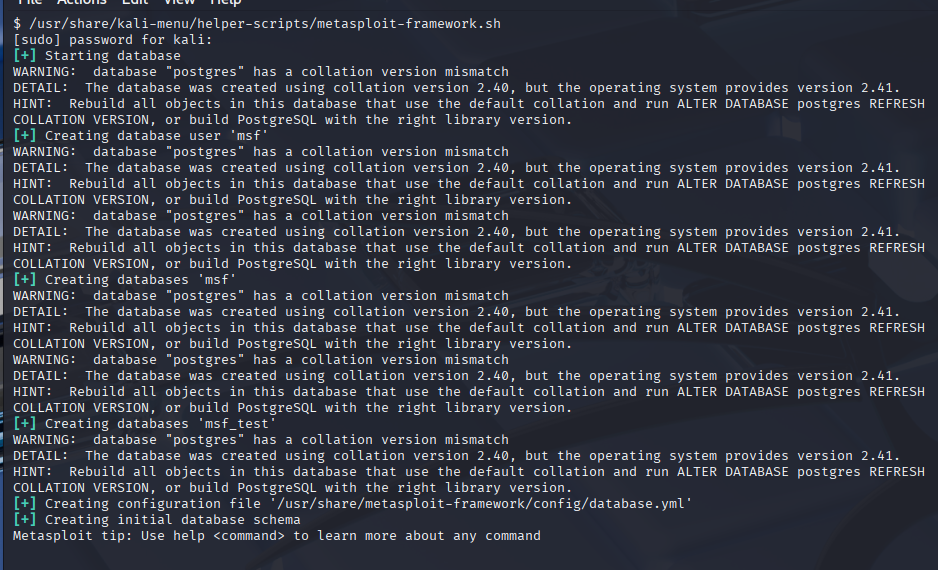 File Actions Edit View Help
$ /usr/share/kali-menu/helper-scripts/metasploit-framework.sh
[sudo] password for kali:
[+] Starting database
WARNING:  database "postgres" has a collation version mismatch
DETAIL:  The database was created using collation version 2.40, but the operating system provides version 2.41.
HINT:  Rebuild all objects in this database that use the default collation and run ALTER DATABASE postgres REFRESH
COLLATION VERSION, or build PostgreSQL with the right library version.
[+] Creating database user 'msf'
WARNING:  database "postgres" has a collation version mismatch
DETAIL:  The database was created using collation version 2.40, but the operating system provides version 2.41.
HINT:  Rebuild all objects in this database that use the default collation and run ALTER DATABASE postgres REFRESH
COLLATION VERSION, or build PostgreSQL with the right library version.
WARNING:  database "postgres" has a collation version mismatch
DETAIL:  The database was created using collation version 2.40, but the operating system provides version 2.41.
HINT:  Rebuild all objects in this database that use the default collation and run ALTER DATABASE postgres REFRESH
COLLATION VERSION, or build PostgreSQL with the right library version.
[+] Creating databases 'msf'
WARNING:  database "postgres" has a collation version mismatch
DETAIL:  The database was created using collation version 2.40, but the operating system provides version 2.41.
HINT:  Rebuild all objects in this database that use the default collation and run ALTER DATABASE postgres REFRESH
COLLATION VERSION, or build PostgreSQL with the right library version.
WARNING:  database "postgres" has a collation version mismatch
DETAIL:  The database was created using collation version 2.40, but the operating system provides version 2.41.
HINT:  Rebuild all objects in this database that use the default collation and run ALTER DATABASE postgres REFRESH
COLLATION VERSION, or build PostgreSQL with the right library version.
[+] Creating databases 'msf_test'
WARNING:  database "postgres" has a collation version mismatch
DETAIL:  The database was created using collation version 2.40, but the operating system provides version 2.41.
HINT:  Rebuild all objects in this database that use the default collation and run ALTER DATABASE postgres REFRESH
COLLATION VERSION, or build PostgreSQL with the right library version.
[+] Creating configuration file '/usr/share/metasploit-framework/config/database.yml'
[+] Creating initial database schema
Metasploit tip: Use help <command> to learn more about any command